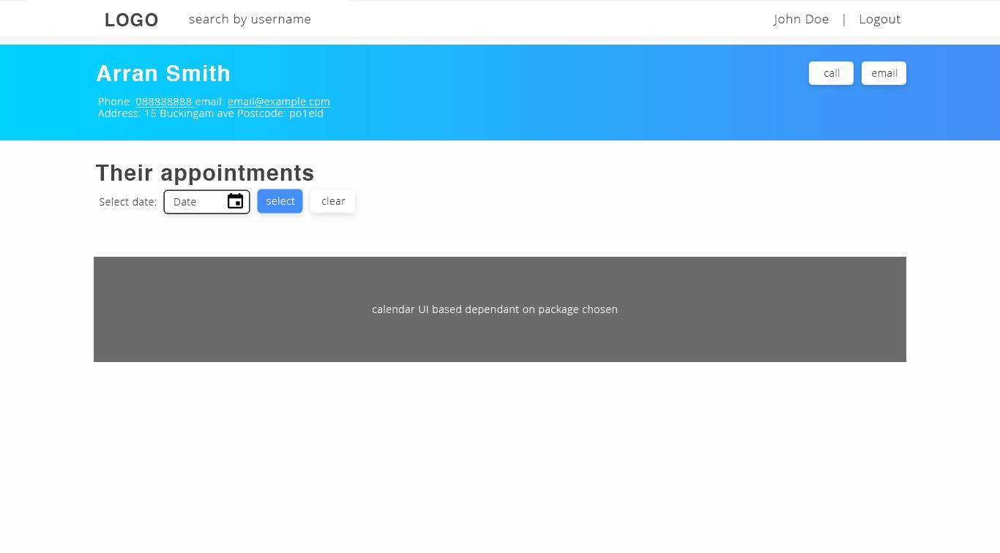 LOGO search by username John Doe | Logout
Arran Smith call email
Phone: 088888888 email: email@example.com
Address: 15 Buckingam ave Postcode: po1eld
Their appointments
Select date: Date select clear
calendar UI based dependant on package chosen